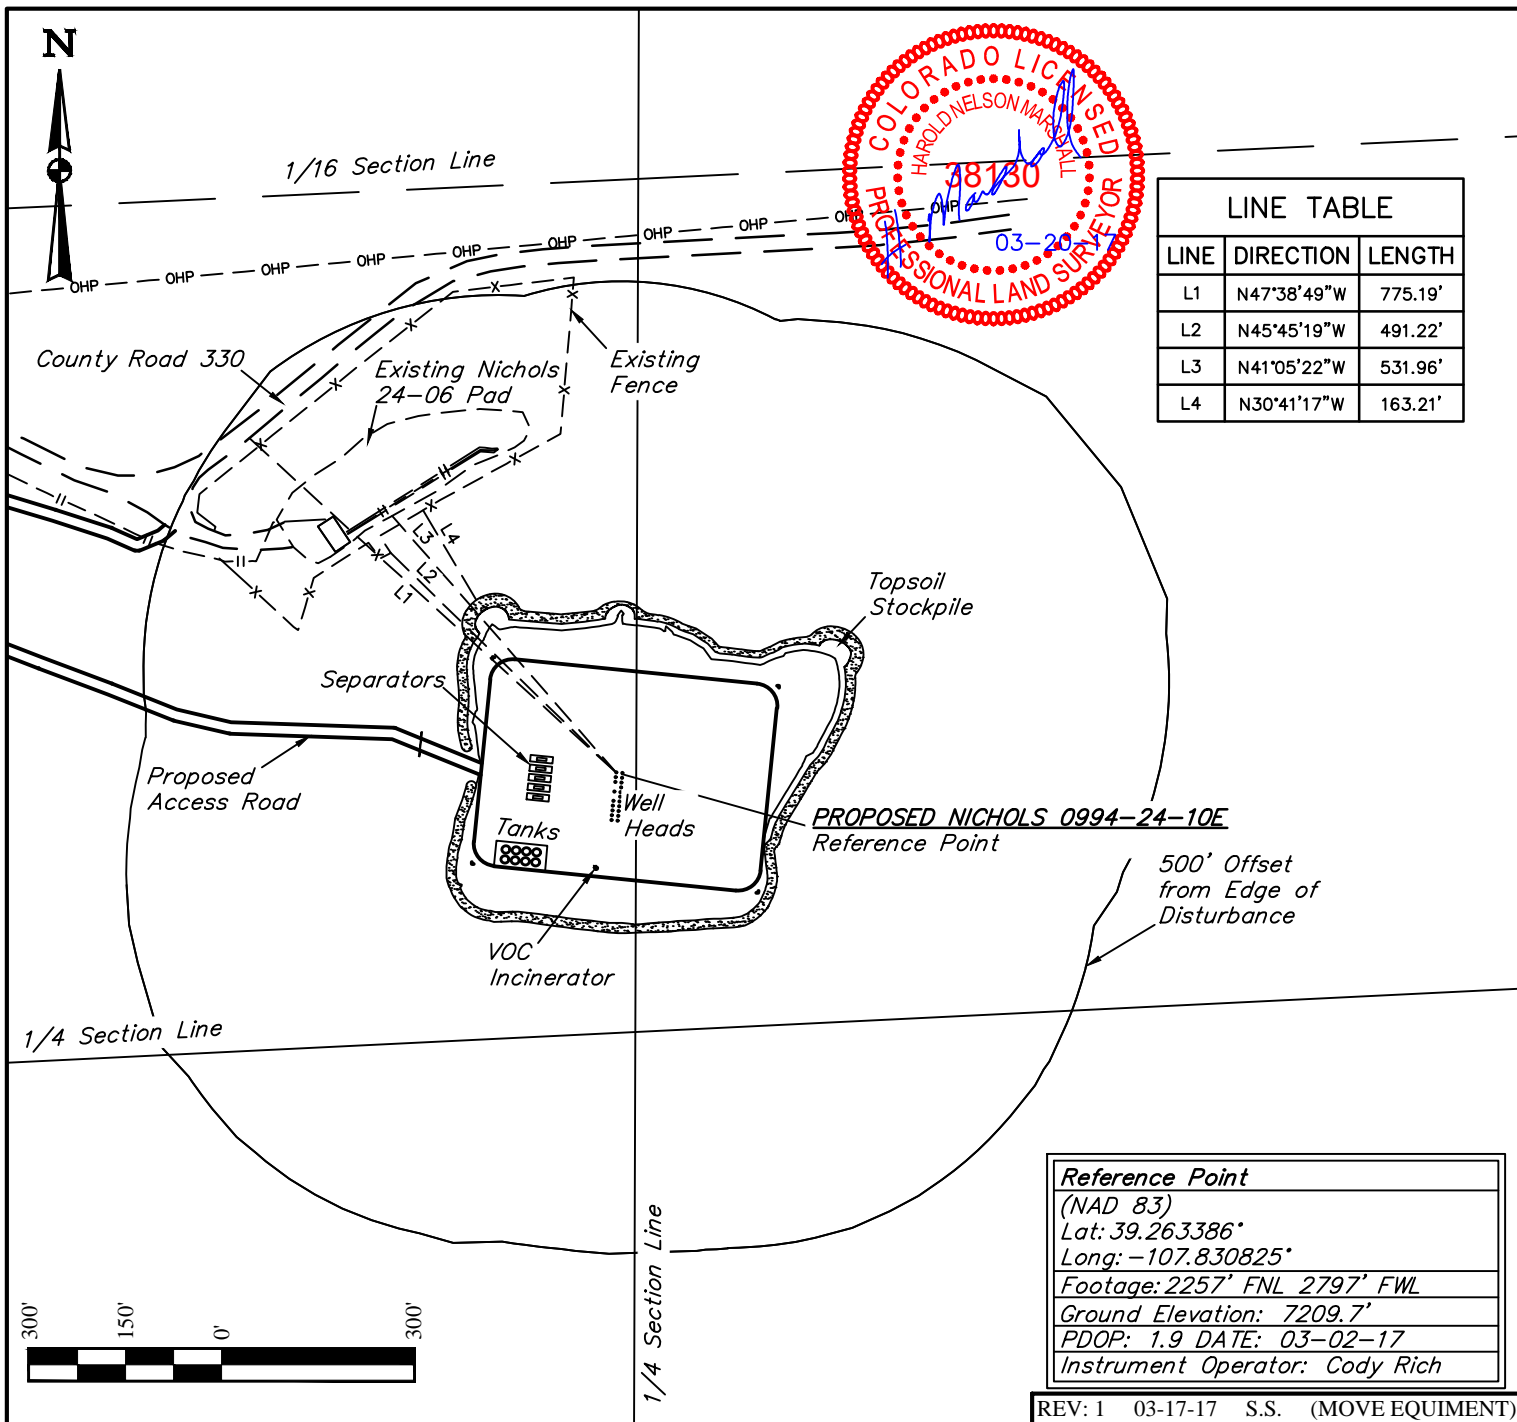 N
COLORADO LICENSED
HAROLD NELSON MARSHALL
38130
03-20-17
PROFESSIONAL LAND SURVEYOR
1/16 Section Line
OHP OHP OHP OHP OHP OHP OHP OHP OHP OHP
LINE TABLE
LINE DIRECTION LENGTH
L1 N47°38'49"W 775.19'
L2 N45°45'19"W 491.22'
L3 N41°05'22"W 531.96'
L4 N30°41'17"W 163.21'
County Road 330
Existing Nichols
24-06 Pad
Existing
Fence
L4
L3
L2
L1
Topsoil
Stockpile
Separators
Proposed
Access Road
Well
Heads
Tanks
PROPOSED NICHOLS 0994-24-10E
Reference Point
500' Offset
from Edge of
Disturbance
VOC
Incinerator
1/4 Section Line
1/4 Section Line
300' 150' 0' 300'
Reference Point
(NAD 83)
Lat: 39.263386°
Long: -107.830825°
Footage: 2257' FNL 2797' FWL
Ground Elevation: 7209.7'
PDOP: 1.9 DATE: 03-02-17
Instrument Operator: Cody Rich
REV: 1 03-17-17 S.S. (MOVE EQUIMENT)